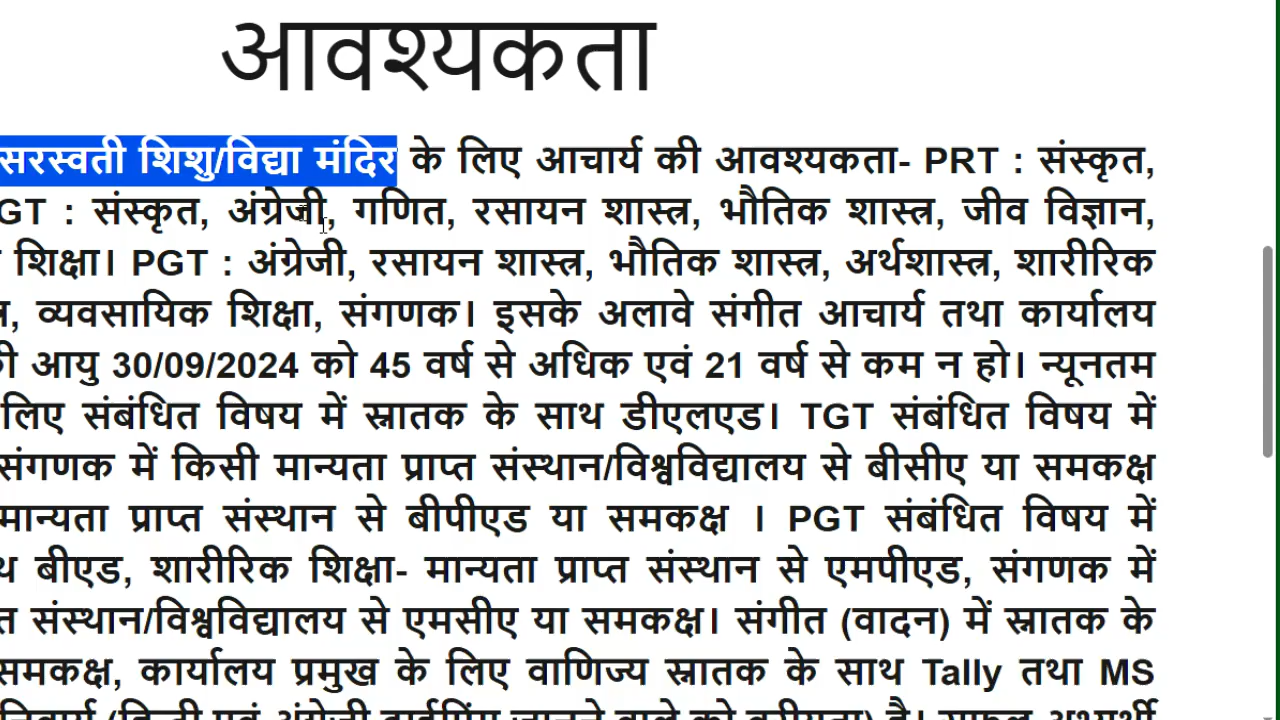 आवश्यकता
सरस्वती शिशु/विद्या मंदिर के लिए आचार्य की आवश्यकता- PRT : संस्कृत,
GT : संस्कृत, अंग्रेजी, गणित, रसायन शास्त्र, भौतिक शास्त्र, जीव विज्ञान,
शिक्षा। PGT : अंग्रेजी, रसायन शास्त्र, भौतिक शास्त्र, अर्थशास्त्र, शारीरिक
व्यवसायिक शिक्षा, संगणक। इसके अलावे संगीत आचार्य तथा कार्यालय
आयु 30/09/2024 को 45 वर्ष से अधिक एवं 21 वर्ष से कम न हो। न्यूनतम
लिए संबंधित विषय में स्नातक के साथ डीएलएड। TGT संबंधित विषय में
संगणक में किसी मान्यता प्राप्त संस्थान/विश्वविद्यालय से बीसीए या समकक्ष
मान्यता प्राप्त संस्थान से बीपीएड या समकक्ष । PGT संबंधित विषय में
बीएड, शारीरिक शिक्षा- मान्यता प्राप्त संस्थान से एमपीएड, संगणक में
संस्थान/विश्वविद्यालय से एमसीए या समकक्ष। संगीत (वादन) में स्नातक के
समकक्ष, कार्यालय प्रमुख के लिए वाणिज्य स्नातक के साथ Tally तथा MS